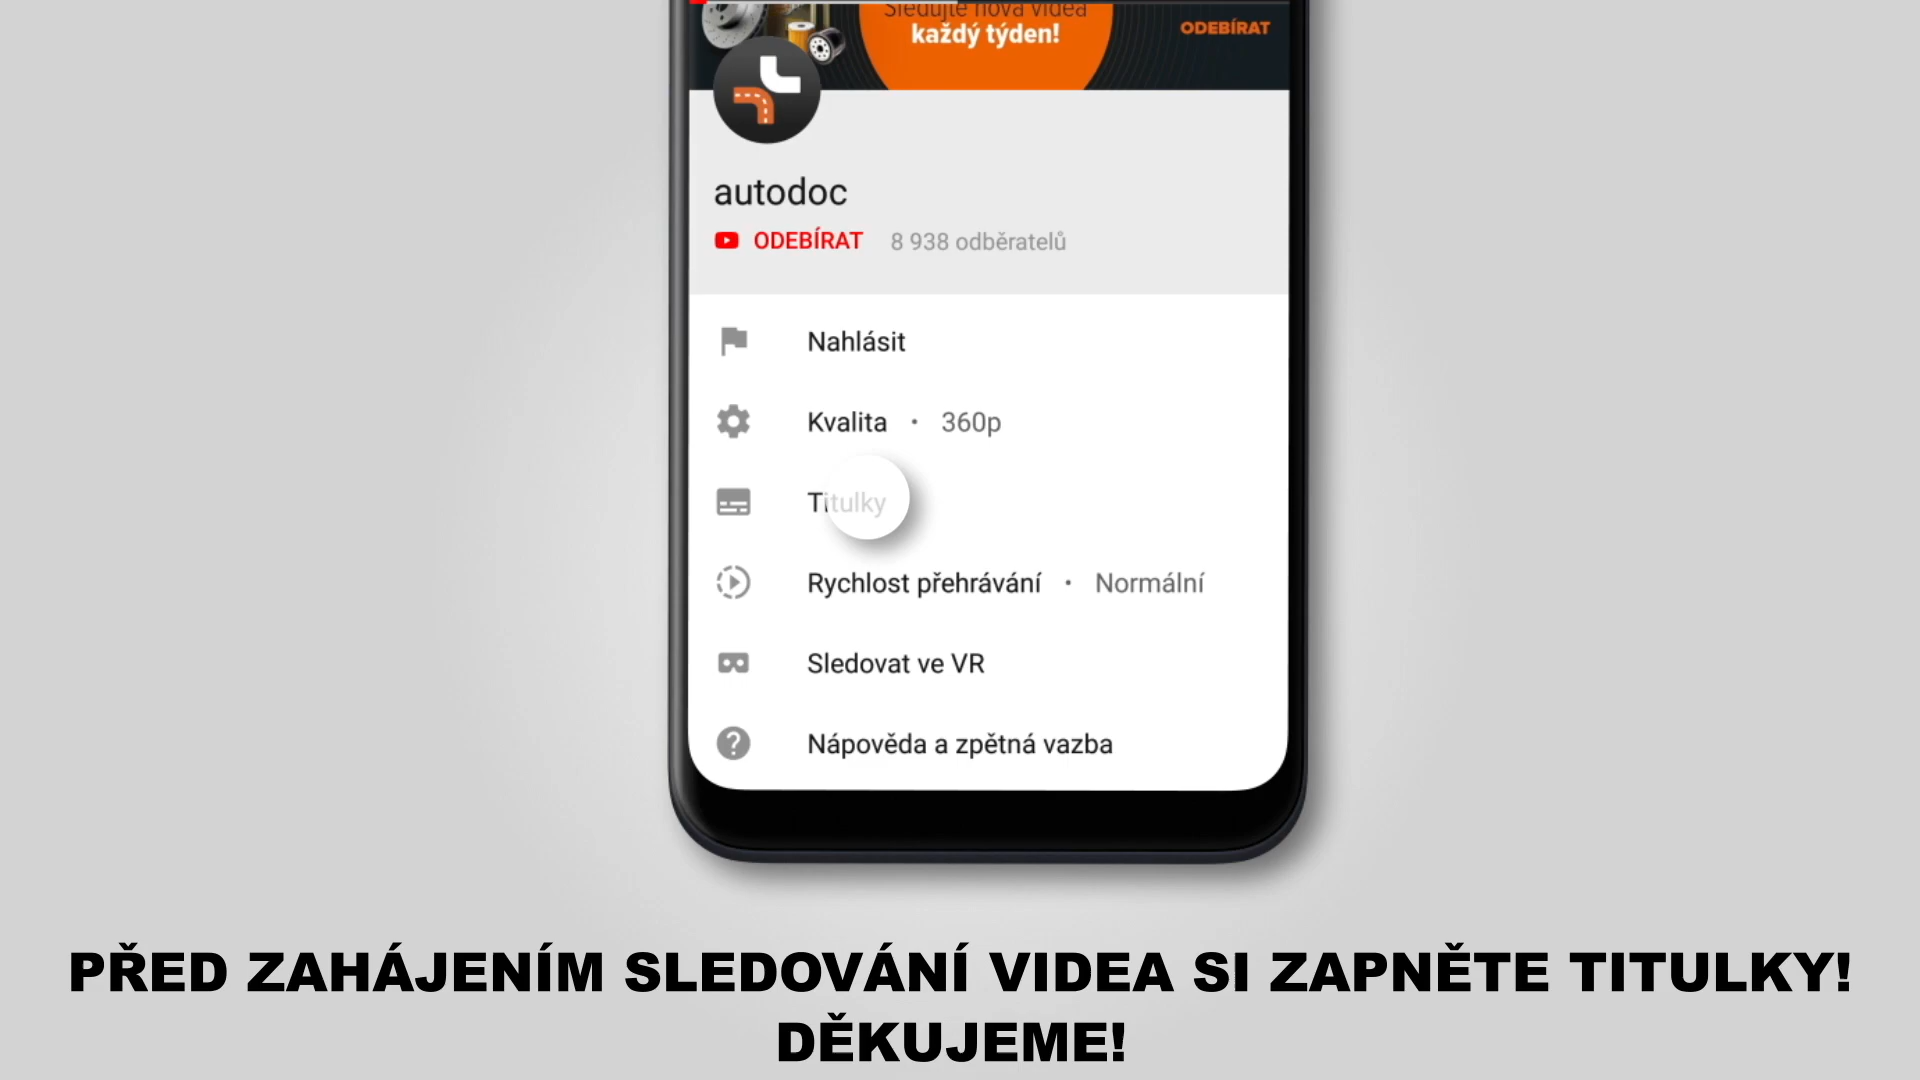 Sledujte nová videa
každý týden!
ODEBÍRAT
autodoc
ODEBÍRAT 8 938 odběratelů
Nahlásit
Kvalita • 360p
Titulky
Rychlost přehrávání • Normální
Sledovat ve VR
Nápověda a zpětná vazba
PŘED ZAHÁJENÍM SLEDOVÁNÍ VIDEA SI ZAPNĚTE TITULKY!
DĚKUJEME!